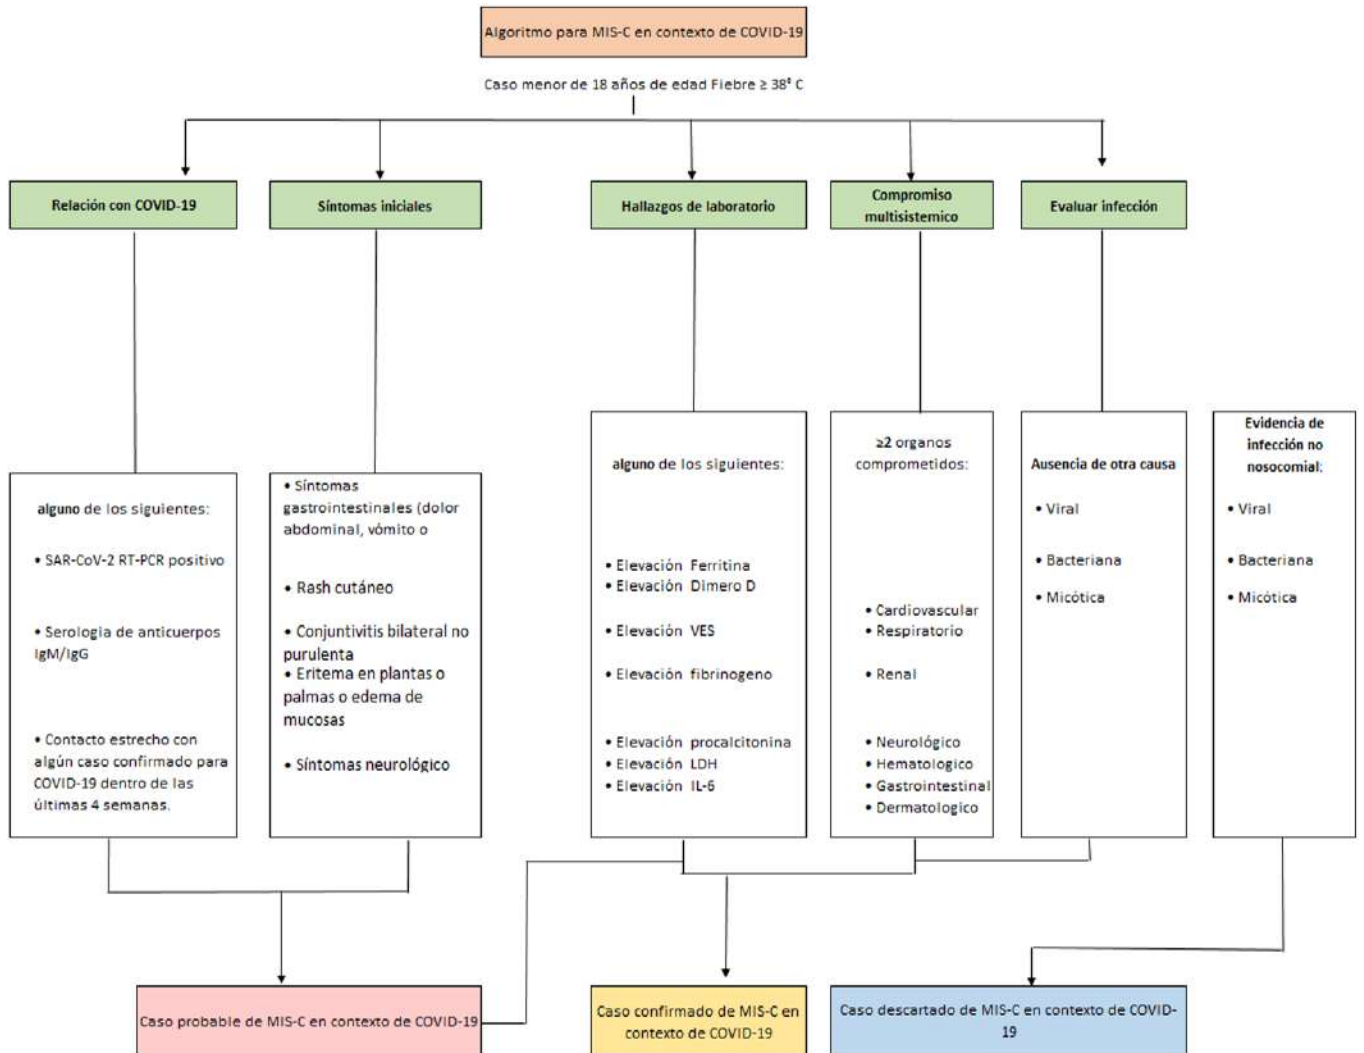 Algoritmo para MIS-C en contexto de COVID-19
Caso menor de 18 años de edad Fiebre ≥ 38° C
Relación con COVID-19
Síntomas iniciales
Hallazgos de laboratorio
Compromiso
multisistemico
Evaluar infección
alguno de los siguientes:
• SAR-CoV-2 RT-PCR positivo
• Serologia de anticuerpos
IgM/IgG
• Contacto estrecho con
algún caso confirmado para
COVID-19 dentro de las
últimas 4 semanas.
• Síntomas
gastrointestinales (dolor
abdominal, vómito o
• Rash cutáneo
• Conjuntivitis bilateral no
purulenta
• Eritema en plantas o
palmas o edema de
mucosas
• Síntomas neurológico
alguno de los siguientes:
• Elevación Ferritina
• Elevación Dimero D
• Elevación VES
• Elevación fibrinogeno
• Elevación procalcitonina
• Elevación LDH
• Elevación IL-6
≥2 organos
comprometidos:
• Cardiovascular
• Respiratorio
• Renal
• Neurológico
• Hematologico
• Gastrointestinal
• Dermatologico
Ausencia de otra causa
• Viral
• Bacteriana
• Micótica
Evidencia de
infección no
nosocomial:
• Viral
• Bacteriana
• Micótica
Caso probable de MIS-C en contexto de COVID-19
Caso confirmado de MIS-C en
contexto de COVID-19
Caso descartado de MIS-C en contexto de COVID-
19